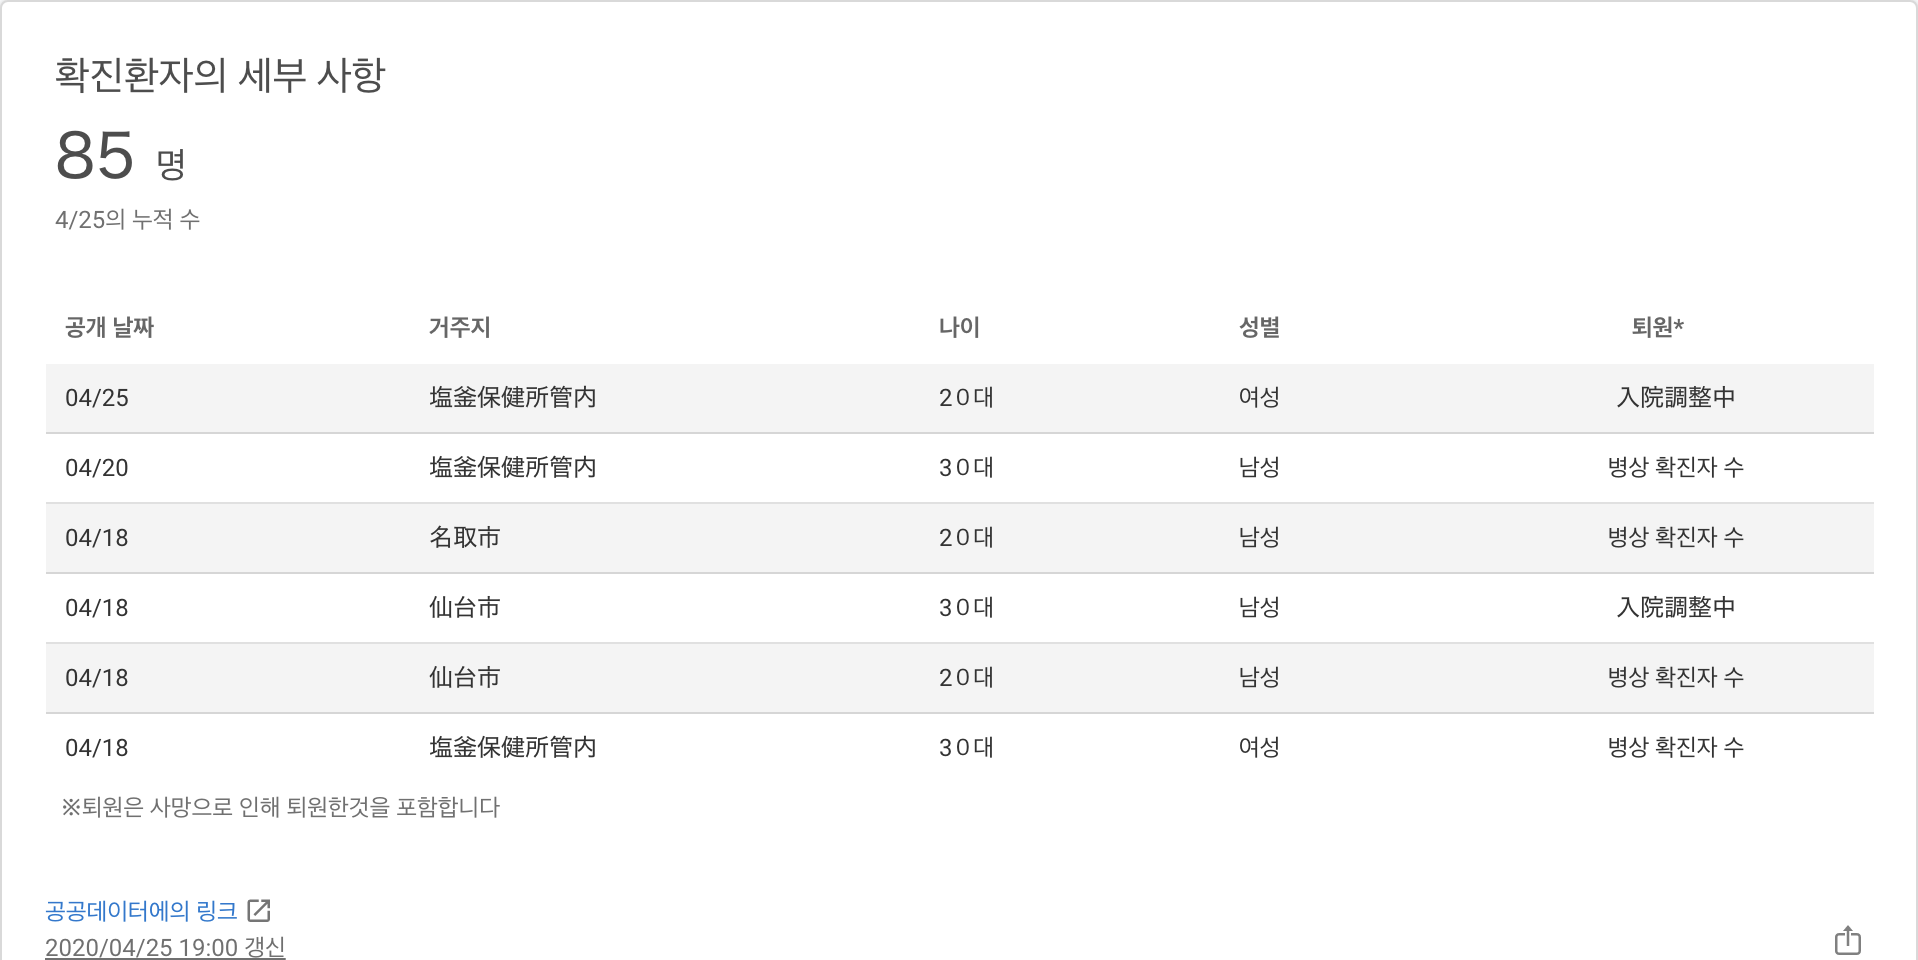 확진환자의 세부 사항
85 명
4/25의 누적 수
공개 날짜 거주지 나이 성별 퇴원*
04/25 塩釜保健所管内 2０대 여성 入院調整中
04/20 塩釜保健所管内 3０대 남성 병상 확진자 수
04/18 名取市 2０대 남성 병상 확진자 수
04/18 仙台市 3０대 남성 入院調整中
04/18 仙台市 2０대 남성 병상 확진자 수
04/18 塩釜保健所管内 3０대 여성 병상 확진자 수
※퇴원은 사망으로 인해 퇴원한것을 포함합니다
공공데이터에의 링크
2020/04/25 19:00 갱신